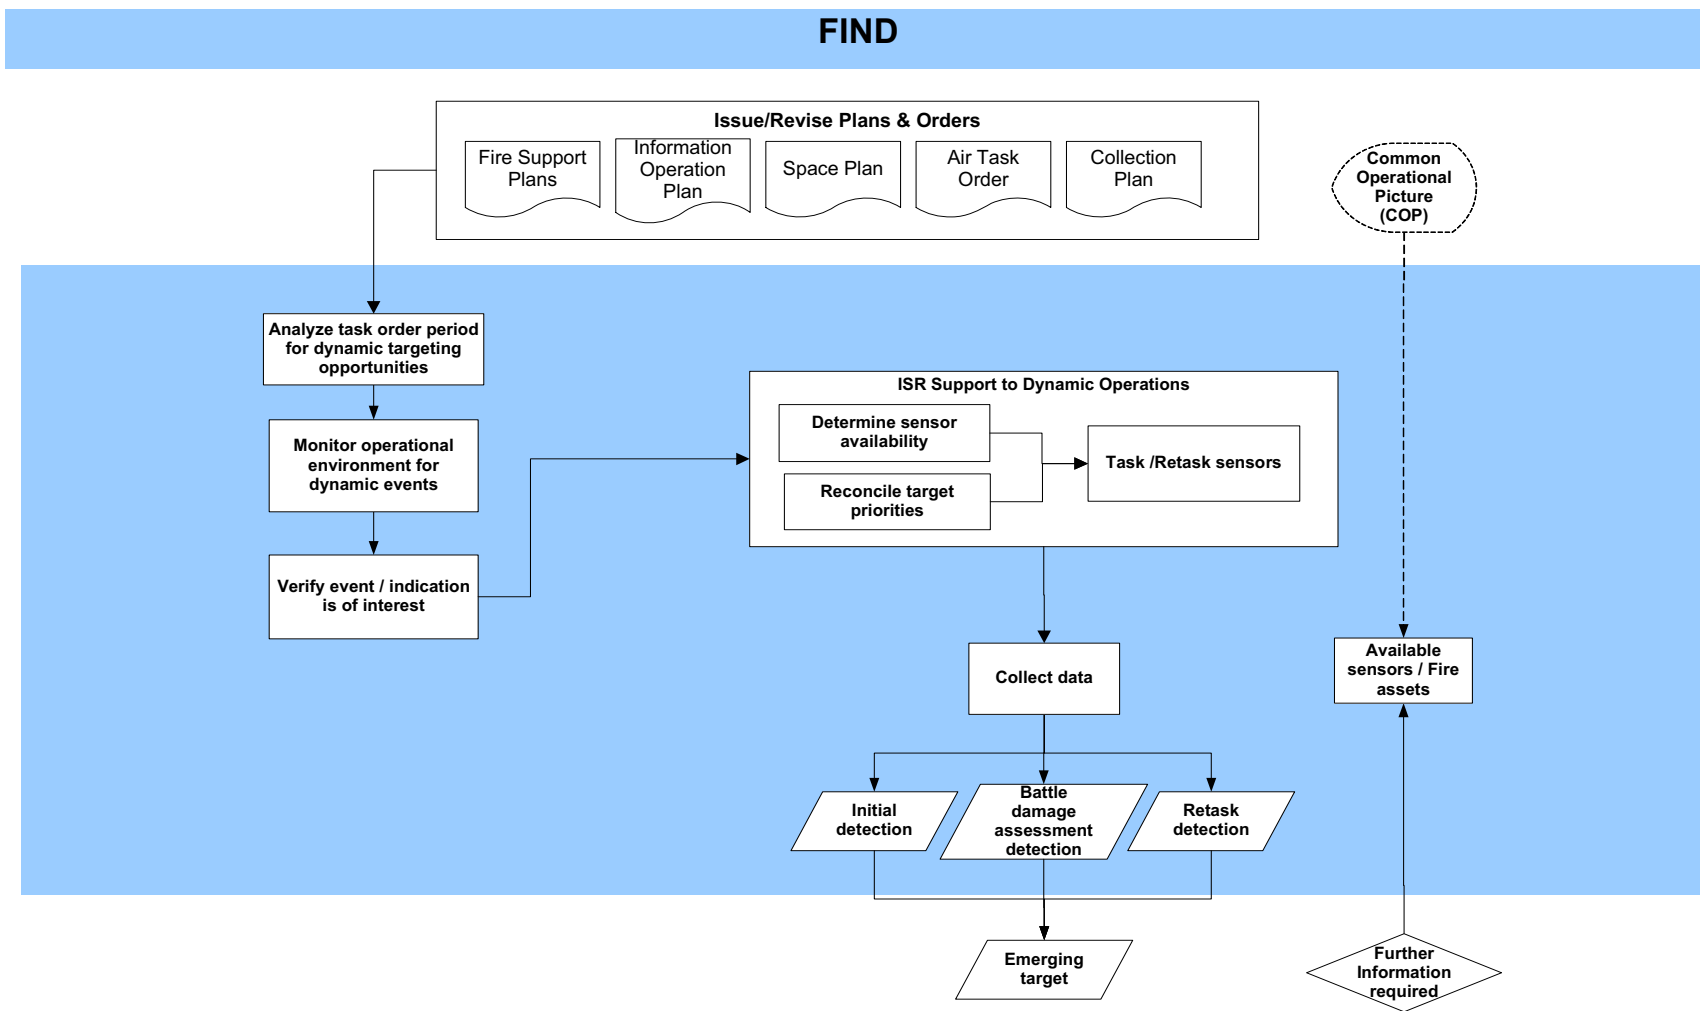 FIND
Issue/Revise Plans & Orders
Fire Support
Plans
Information
Operation
Plan
Space Plan
Air Task
Order
Collection
Plan
Common
Operational
Picture
(COP)
Analyze task order period
for dynamic targeting
opportunities
Monitor operational
environment for
dynamic events
Verify event / indication
is of interest
ISR Support to Dynamic Operations
Determine sensor
availability
Reconcile target
priorities
Task /Retask sensors
Collect data
Available
sensors / Fire
assets
Initial
detection
Battle
damage
assessment
detection
Retask
detection
Emerging
target
Further
Information
required